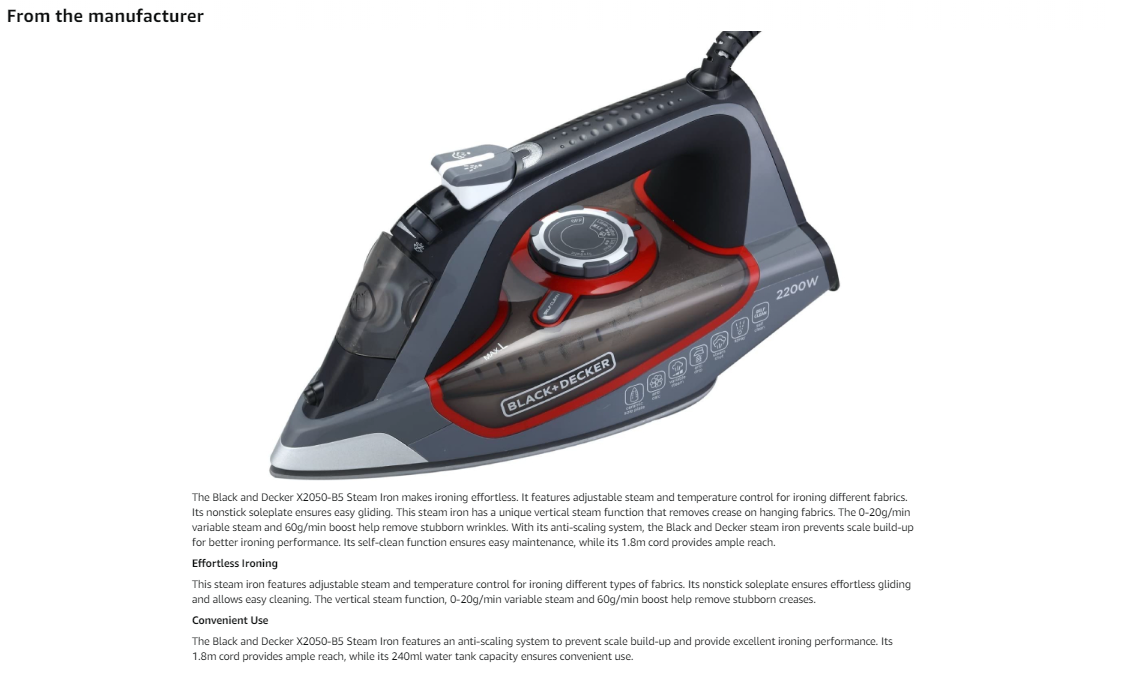 From the manufacturer
2200W
MAX
BLACK+DECKER
The Black and Decker X2050-B5 Steam Iron makes ironing effortless. It features adjustable steam and temperature control for ironing different fabrics.
Its nonstick soleplate ensures easy gliding. This steam iron has a unique vertical steam function that removes crease on hanging fabrics. The 0-20g/min
variable steam and 60g/min boost help remove stubborn wrinkles. With its anti-scaling system, the Black and Decker steam iron prevents scale build-up
for better ironing performance. Its self-clean function ensures easy maintenance, while its 1.8m cord provides ample reach.
Effortless Ironing
This steam iron features adjustable steam and temperature control for ironing different types of fabrics. Its nonstick soleplate ensures effortless gliding
and allows easy cleaning. The vertical steam function, 0-20g/min variable steam and 60g/min boost help remove stubborn creases.
Convenient Use
The Black and Decker X2050-B5 Steam Iron features an anti-scaling system to prevent scale build-up and provide excellent ironing performance. Its
1.8m cord provides ample reach, while its 240ml water tank capacity ensures convenient use.